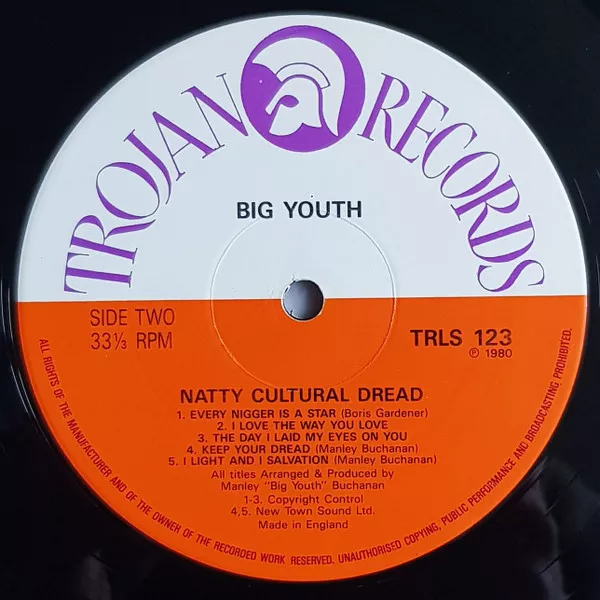 TROJAN RECORDS
BIG YOUTH
SIDE TWO
33⅓ RPM
TRLS 123
℗ 1980
NATTY CULTURAL DREAD
1. EVERY NIGGER IS A STAR (Boris Gardener)
2. I LOVE THE WAY YOU LOVE
3. THE DAY I LAID MY EYES ON YOU
4. KEEP YOUR DREAD (Manley Buchanan)
5. I LIGHT AND I SALVATION (Manley Buchanan)
All titles Arranged & Produced by
Manley "Big Youth" Buchanan
1-3. Copyright Control
4,5. New Town Sound Ltd.
Made in England
ALL RIGHTS OF THE MANUFACTURER AND OF THE OWNER OF THE RECORDED WORK RESERVED. UNAUTHORISED COPYING, PUBLIC PERFORMANCE AND BROADCASTING PROHIBITED.